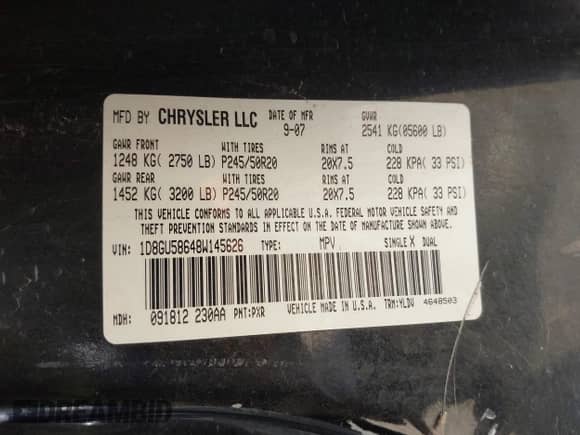 MFD BY CHRYSLER LLC DATE OF MFR GVWR
9-07 2541 KG(05600 LB)
GAWR FRONT WITH TIRES RIMS AT COLD
1248 KG( 2750 LB) P245/50R20 20X7.5 228 KPA( 33 PSI)
GAWR REAR WITH TIRES RIMS AT COLD
1452 KG( 3200 LB) P245/50R20 20X7.5 228 KPA( 33 PSI)
THIS VEHICLE CONFORMS TO ALL APPLICABLE U.S.A. FEDERAL MOTOR VEHICLE SAFETY AND
THEFT PREVENTION STANDARDS IN EFFECT ON THE DATE OF MANUFACTURE SHOWN ABOVE.
VIN: 1D8GU58648W145626 TYPE: MPV SINGLE X DUAL
MDH: 091812 230AA PNT:PXR VEHICLE MADE IN U.S.A. TRM:YLDV 4648503
DREAMBID